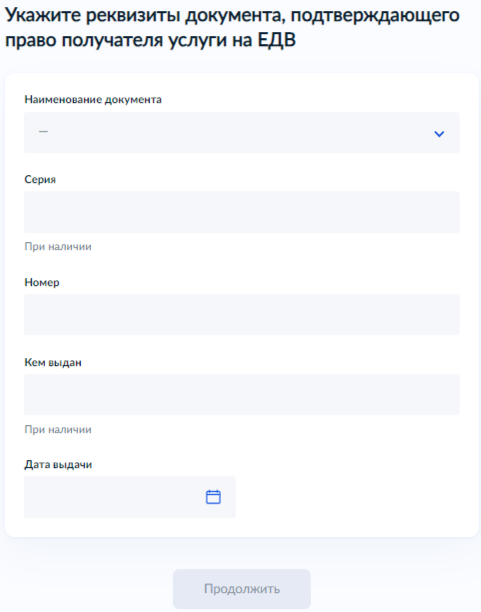 Укажите реквизиты документа, подтверждающего
право получателя услуги на ЕДВ
Наименование документа
—
Серия
При наличии
Номер
Кем выдан
При наличии
Дата выдачи
Продолжить